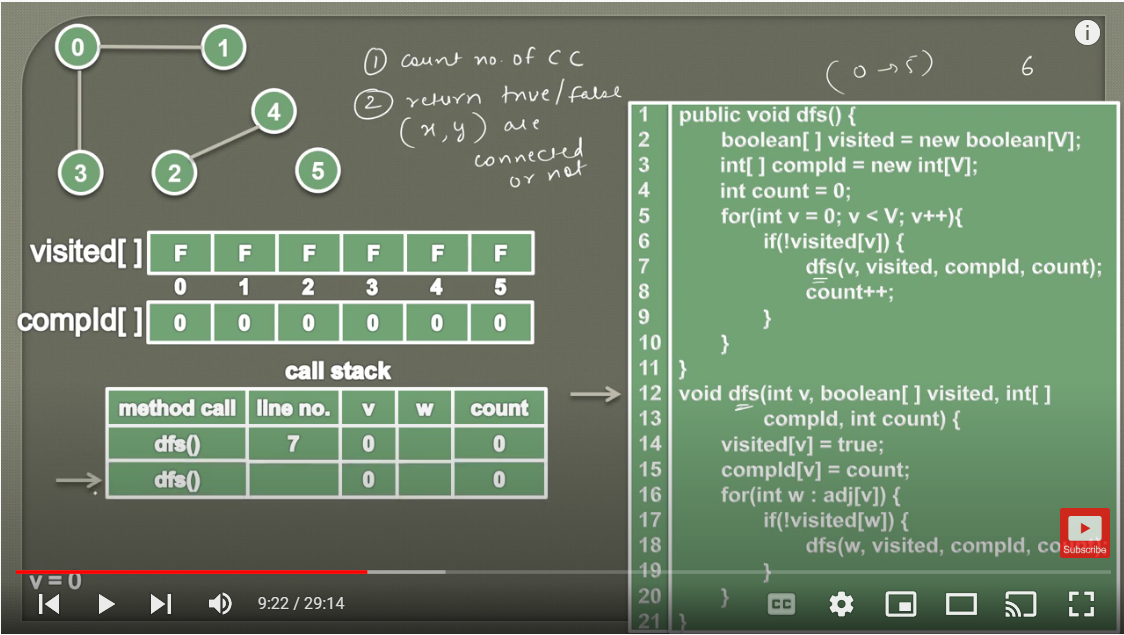 0
1
① count no. of CC
(0 → 5)
6
② return true/false
4
(x, y) are
connected
or not
3
2
5
visited[ ] F F F F F F
0 1 2 3 4 5
compId[ ] 0 0 0 0 0 0
call stack
method call line no. v w count
dfs() 7 0 0
dfs() 0 0
1 public void dfs() {
2 boolean[ ] visited = new boolean[V];
3 int[ ] compId = new int[V];
4 int count = 0;
5 for(int v = 0; v < V; v++){
6 if(!visited[v]) {
7 dfs(v, visited, compId, count);
8 count++;
9 }
10 }
11 }
12 void dfs(int v, boolean[ ] visited, int[ ]
13 compId, int count) {
14 visited[v] = true;
15 compId[v] = count;
16 for(int w : adj[v]) {
17 if(!visited[w]) {
18 dfs(w, visited, compId,
19 }
20 }
21 }
Subscribe
v = 0
9:22 / 29:14
CC